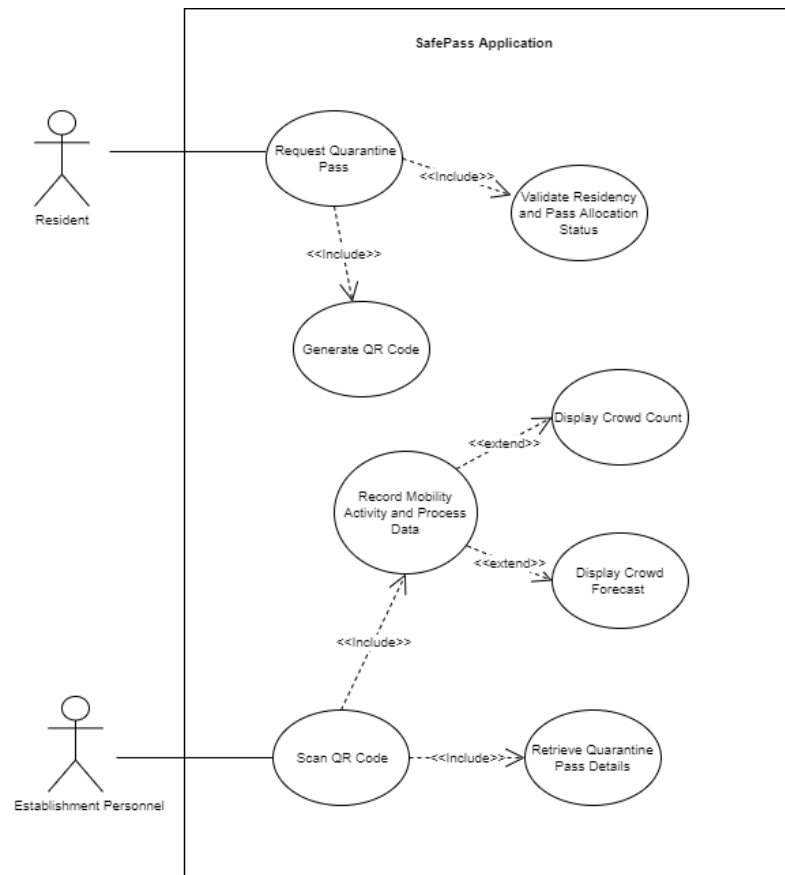 SafePass Application
Request Quarantine
Pass
<<Include>>
Validate Residency
and Pass Allocation
Status
Resident
<<Include>>
Generate QR Code
Display Crowd Count
<<extend>>
Record Mobility
Activity and Process
Data
<<extend>>
Display Crowd
Forecast
<<Include>>
Scan QR Code
<<Include>>
Retrieve Quarantine
Pass Details
Establishment Personnel